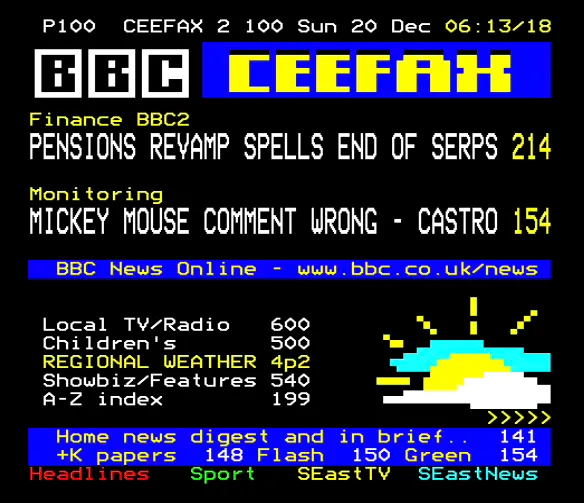 P100 CEEFAX 2 100 Sun 20 Dec 06:13/18
BBC CEEFAX
Finance BBC2
PENSIONS REVAMP SPELLS END OF SERPS 214
Monitoring
MICKEY MOUSE COMMENT WRONG - CASTRO 154
BBC News Online - www.bbc.co.uk/news
Local TV/Radio 600
Children's 500
REGIONAL WEATHER 4p2
Showbiz/Features 540
A-Z index 199
>>>>>
Home news digest and in brief.. 141
+K papers 148 Flash 150 Green 154
Headlines Sport SEastTV SEastNews